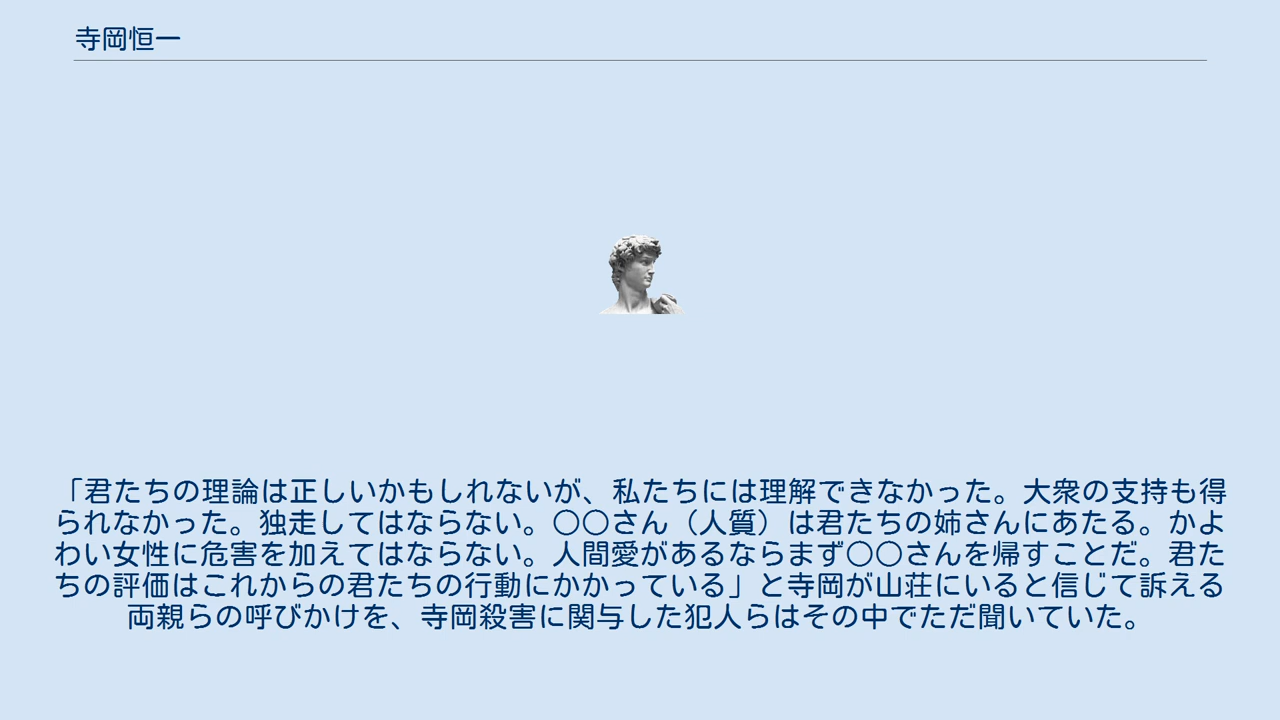 寺岡恒一
「君たちの理論は正しいかもしれないが、私たちには理解できなかった。大衆の支持も得
られなかった。独走してはならない。〇〇さん（人質）は君たちの姉さんにあたる。かよ
わい女性に危害を加えてはならない。人間愛があるならまず〇〇さんを帰すことだ。君た
ちの評価はこれからの君たちの行動にかかっている」と寺岡が山荘にいると信じて訴える
両親らの呼びかけを、寺岡殺害に関与した犯人らはその中でただ聞いていた。